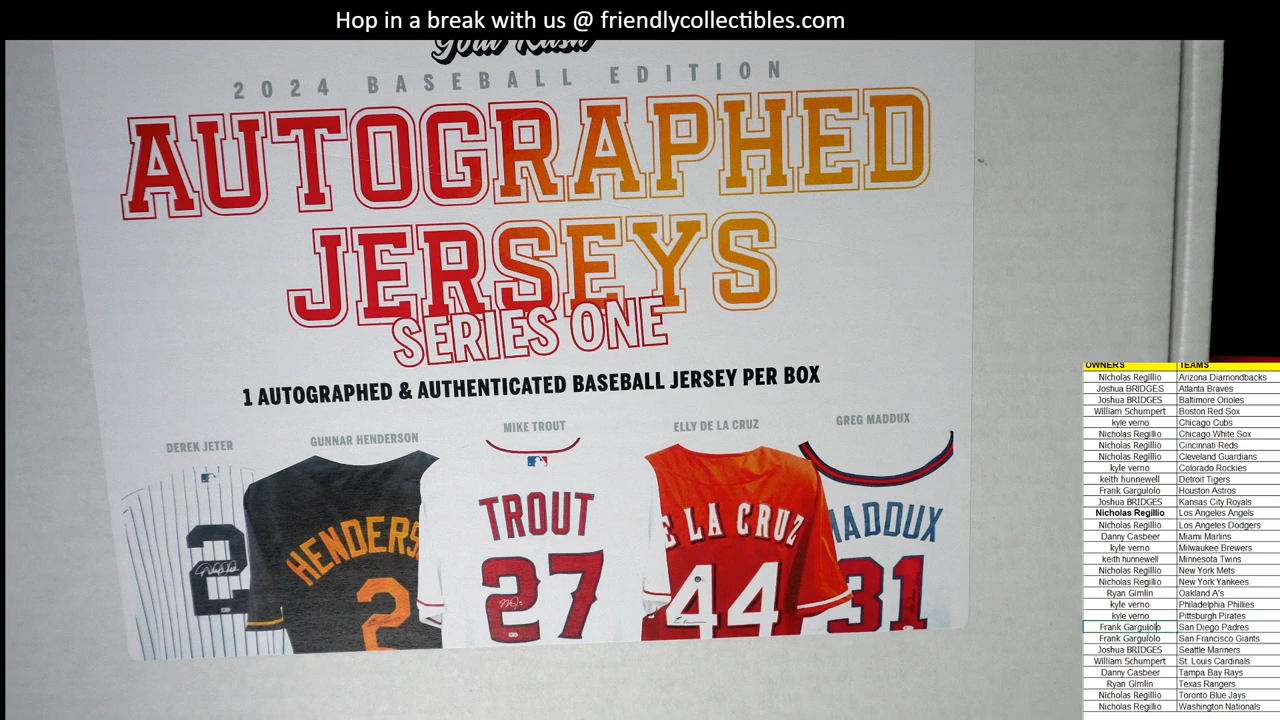 Hop in a break with us @ friendlycollectibles.com
Gold Rush
2024 BASEBALL EDITION
AUTOGRAPHED
JERSEYS
SERIES ONE
1 AUTOGRAPHED & AUTHENTICATED BASEBALL JERSEY PER BOX
DEREK JETER
GUNNAR HENDERSON
MIKE TROUT
ELLY DE LA CRUZ
GREG MADDUX
2
HENDERS
2
TROUT
27
E LA CRUZ
44
MADDUX
31
OWNERS TEAMS
Nicholas Regillio Arizona Diamondbacks
Joshua BRIDGES Atlanta Braves
Joshua BRIDGES Baltimore Orioles
William Schumpert Boston Red Sox
kyle verno Chicago Cubs
Nicholas Regillio Chicago White Sox
Nicholas Regillio Cincinnati Reds
Nicholas Regillio Cleveland Guardians
kyle verno Colorado Rockies
keith hunnewell Detroit Tigers
Frank Garguiolo Houston Astros
Joshua BRIDGES Kansas City Royals
Nicholas Regillio Los Angeles Angels
Nicholas Regillio Los Angeles Dodgers
Danny Casbeer Miami Marlins
kyle verno Milwaukee Brewers
keith hunnewell Minnesota Twins
Nicholas Regillio New York Mets
Nicholas Regillio New York Yankees
Ryan Gimlin Oakland A's
kyle verno Philadelphia Phillies
kyle verno Pittsburgh Pirates
Frank Garguiolo San Diego Padres
Frank Garguiolo San Francisco Giants
Joshua BRIDGES Seattle Mariners
William Schumpert St. Louis Cardinals
Danny Casbeer Tampa Bay Rays
Ryan Gimlin Texas Rangers
Nicholas Regillio Toronto Blue Jays
Nicholas Regillio Washington Nationals